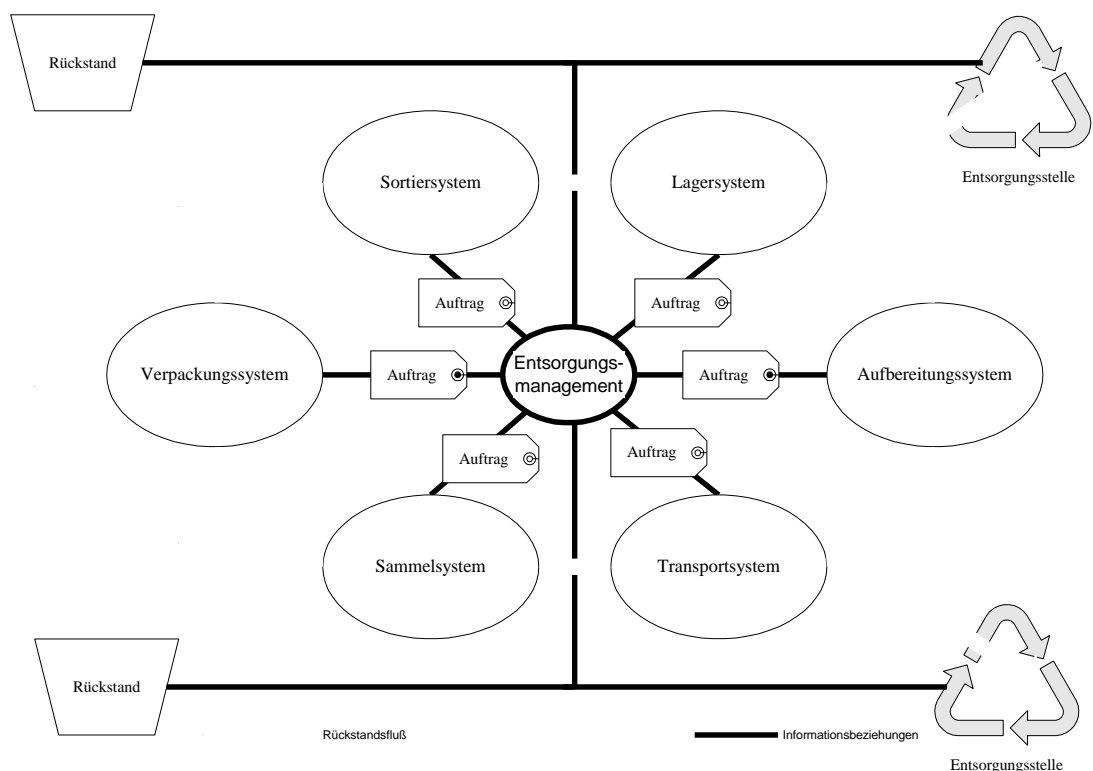 Rückstand
Entsorgungsstelle
Sortiersystem
Lagersystem
Auftrag
Auftrag
Verpackungssystem
Auftrag
Entsorgungs-
management
Auftrag
Aufbereitungssystem
Auftrag
Auftrag
Sammelsystem
Transportsystem
Rückstand
Rückstandsfluß
Informationsbeziehungen
Entsorgungsstelle